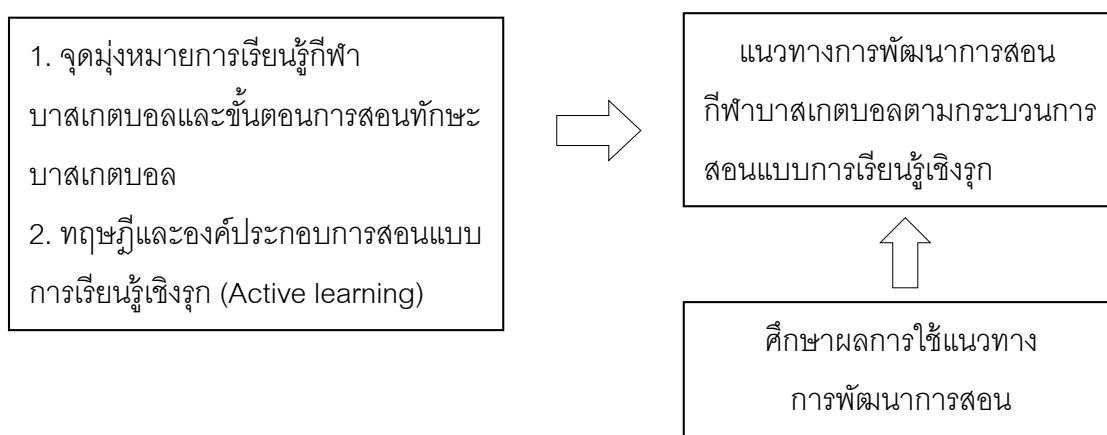 1. จุดมุ่งหมายการเรียนรู้กีฬา
บาสเกตบอลและขั้นตอนการสอนทักษะ
บาสเกตบอล
2. ทฤษฎีและองค์ประกอบการสอนแบบ
การเรียนรู้เชิงรุก (Active learning)
แนวทางการพัฒนาการสอน
กีฬาบาสเกตบอลตามกระบวนการ
สอนแบบการเรียนรู้เชิงรุก
ศึกษาผลการใช้แนวทาง
การพัฒนาการสอน